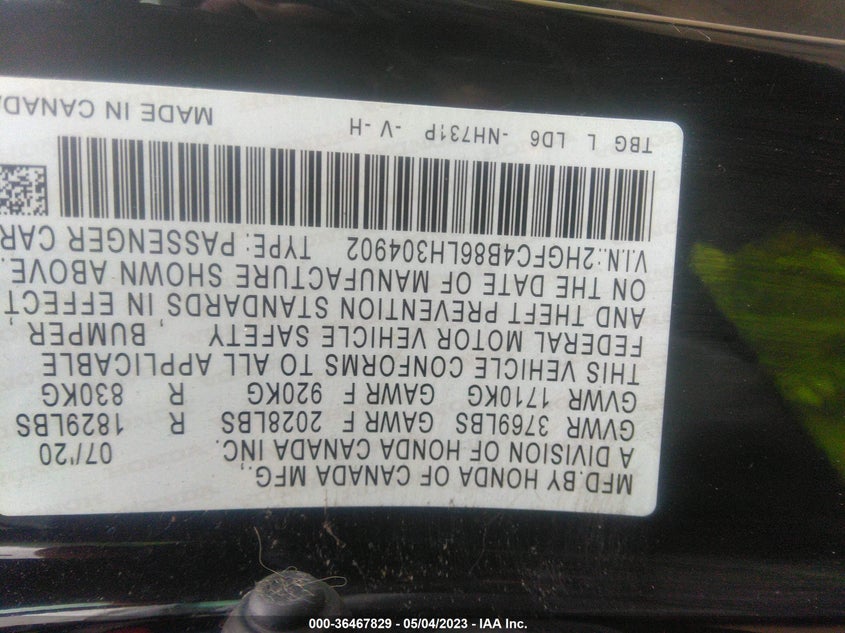 MFD.BY HONDA OF CANADA MFG.,
A DIVISION OF HONDA CANADA INC. 07/'20
GVWR 3769LBS GAWR F 2028LBS R 1829LBS
GVWR 1710KG GAWR F 920KG R 830KG
THIS VEHICLE CONFORMS TO ALL APPLICABLE
FEDERAL MOTOR VEHICLE SAFETY , BUMPER,
AND THEFT PREVENTION STANDARDS IN EFFECT
ON THE DATE OF MANUFACTURE SHOWN ABOVE.
V.I.N:2HGFC4B86LH304902 TYPE: PASSENGER CAR
TBG L LD6 -NH731P -V -H MADE IN CANADA
000-36467829 - 05/04/2023 - IAA Inc.